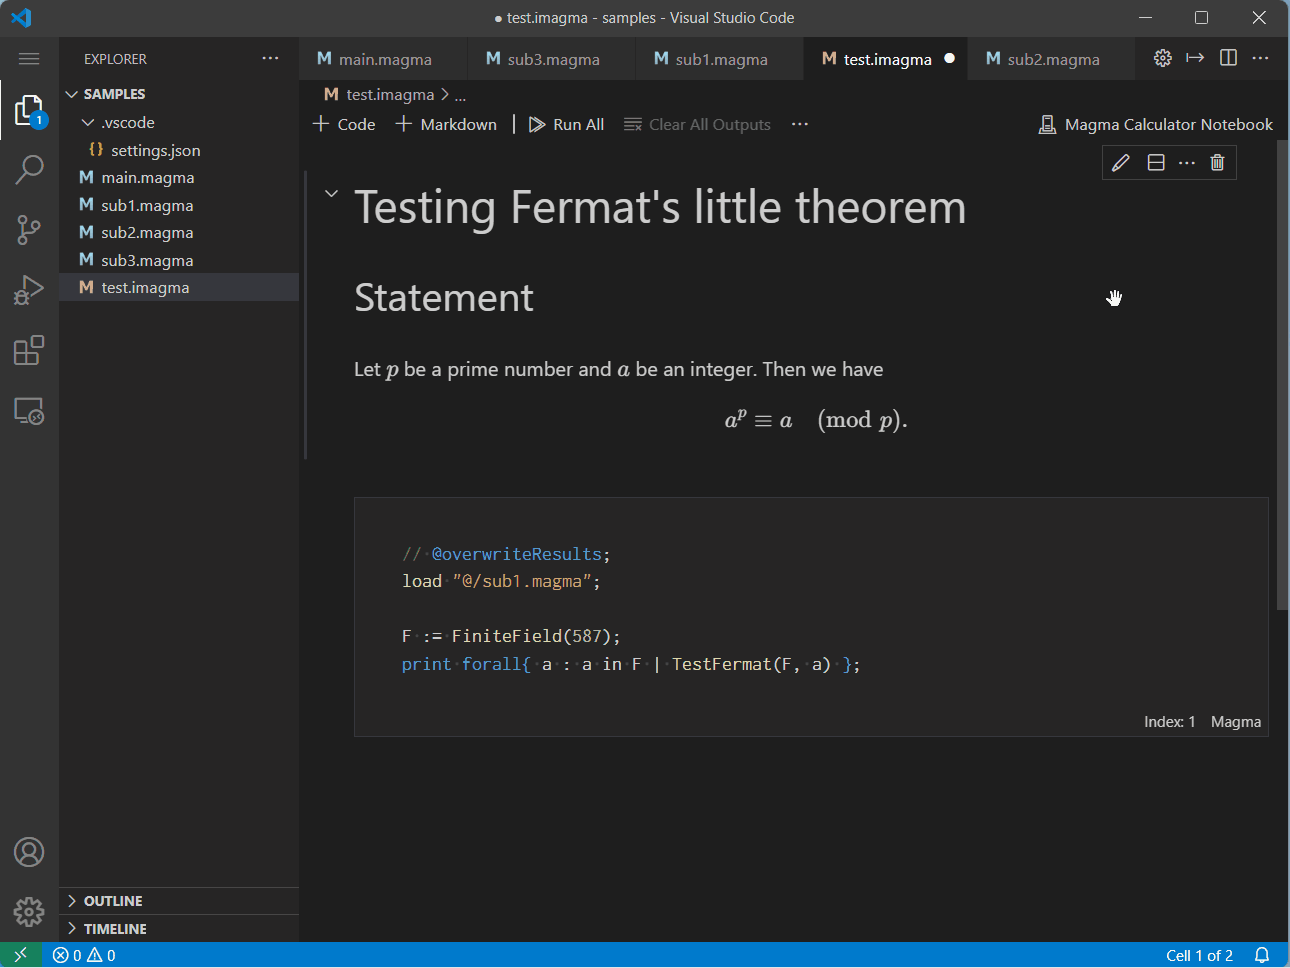 ● test.imagma - samples - Visual Studio Code
EXPLORER
SAMPLES
.vscode
{} settings.json
M main.magma
M sub1.magma
M sub2.magma
M sub3.magma
M test.imagma
OUTLINE
TIMELINE
1
M main.magma
M sub3.magma
M sub1.magma
M test.imagma ●
M sub2.magma
M test.imagma > ...
+ Code + Markdown | Run All Clear All Outputs ...
Magma Calculator Notebook
Testing Fermat's little theorem
Statement
Let p be a prime number and a be an integer. Then we have
a^p ≡ a (mod p).
// @overwriteResults;
load "@/sub1.magma";
F := FiniteField(587);
print forall{ a : a in F | TestFermat(F, a) };
Index: 1 Magma
0 0
Cell 1 of 2